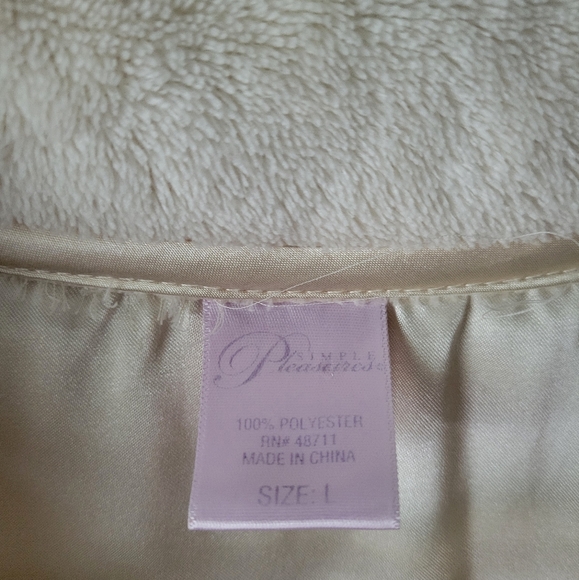 SIMPLE
Pleasures
100% POLYESTER
RN# 48711
MADE IN CHINA
SIZE: L